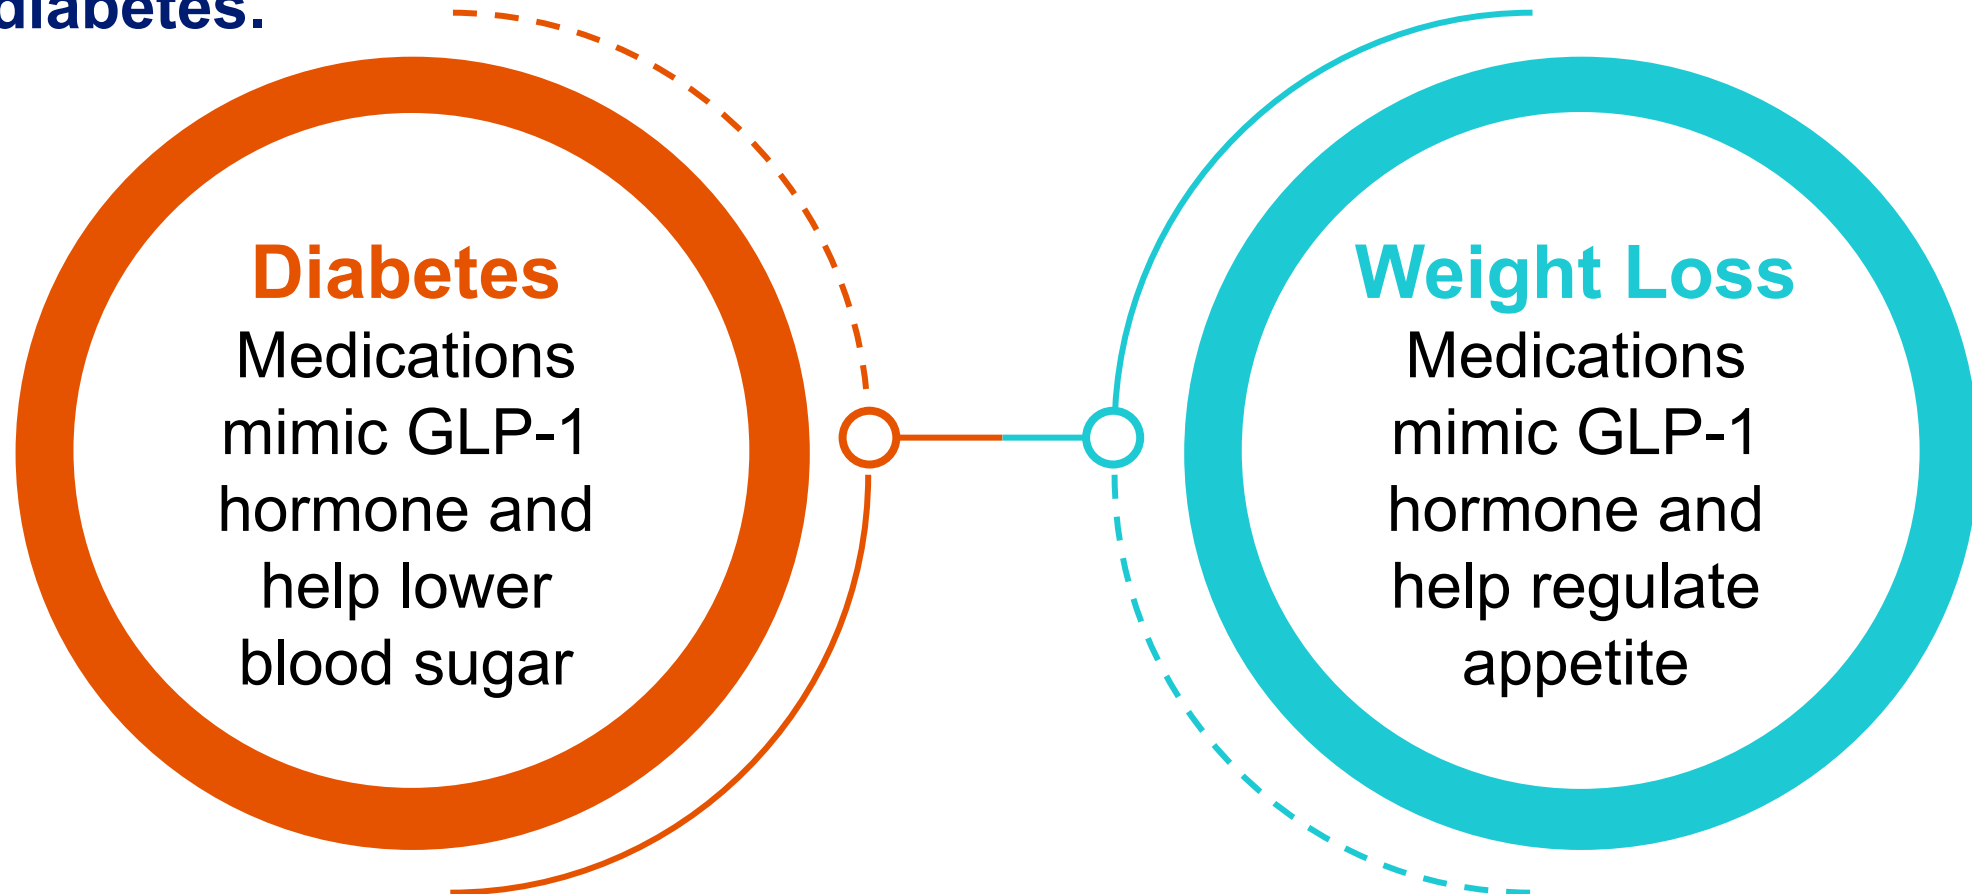 diabetes.
Diabetes
Medications
mimic GLP-1
hormone and
help lower
blood sugar
Weight Loss
Medications
mimic GLP-1
hormone and
help regulate
appetite